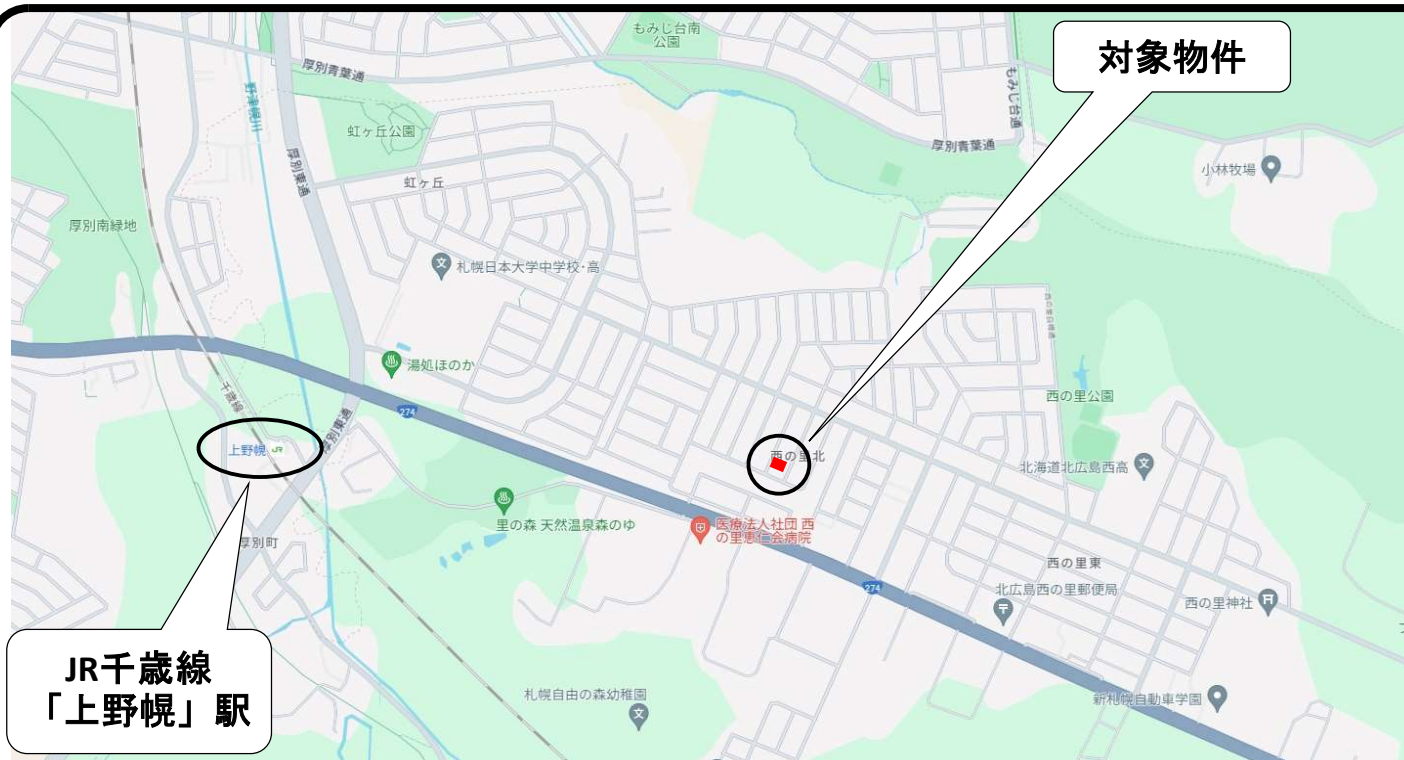 もみじ台南
公園
対象物件
厚別青葉通
野津幌川
もみじ台通
虹ヶ丘公園
厚別東通
厚別青葉通
小林牧場
虹ヶ丘
厚別南緑地
札幌日本大学中学校・高
湯処ほのか
千歳線
274
西の里公園
厚別東通
上野幌 JR
西の里北
北海道北広島西高
里の森 天然温泉森のゆ
医療法人社団 西
の里恵仁会病院
厚別町
西の里東
274
北広島西の里郵便局
西の里神社
JR千歳線
「上野幌」駅
札幌自由の森幼稚園
新札幌自動車学園